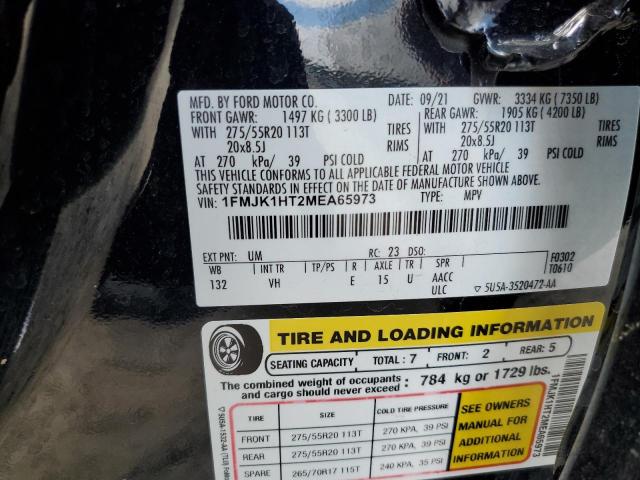 MFD. BY FORD MOTOR CO. DATE: 09/21 GVWR: 3334 KG (7350 LB)
FRONT GAWR: 1497 KG (3300 LB) REAR GAWR: 1905 KG (4200 LB)
WITH 275/55R20 113T TIRES WITH 275/55R20 113T TIRES
20x8.5J RIMS 20x8.5J RIMS
AT 270 kPa/ 39 PSI COLD AT 270 kPa/ 39 PSI COLD
THIS VEHICLE CONFORMS TO ALL APPLICABLE FEDERAL MOTOR VEHICLE
SAFETY STANDARDS IN EFFECT ON THE DATE OF MANUFACTURE SHOWN ABOVE.
VIN: 1FMJK1HT2MEA65973 TYPE: MPV
EXT PNT: UM RC: 23 DSO: F0302
WB INT TR TP/PS R AXLE TR SPR T0610
132 VH E 15 U AACC
ULC ▽ 5U5A-3520472-AA
TIRE AND LOADING INFORMATION
SEATING CAPACITY TOTAL : 7 FRONT: 2 REAR: 5
The combined weight of occupants and cargo should never exceed : 784 kg or 1729 lbs.
TIRE SIZE COLD TIRE PRESSURE
FRONT 275/55R20 113T 270 KPA, 39 PSI
REAR 275/55R20 113T 270 KPA, 39 PSI
SPARE 265/70R17 115T 240 KPA, 35 PSI
SEE OWNERS
MANUAL FOR
ADDITIONAL
INFORMATION
1FMJK1HT2MEA65973